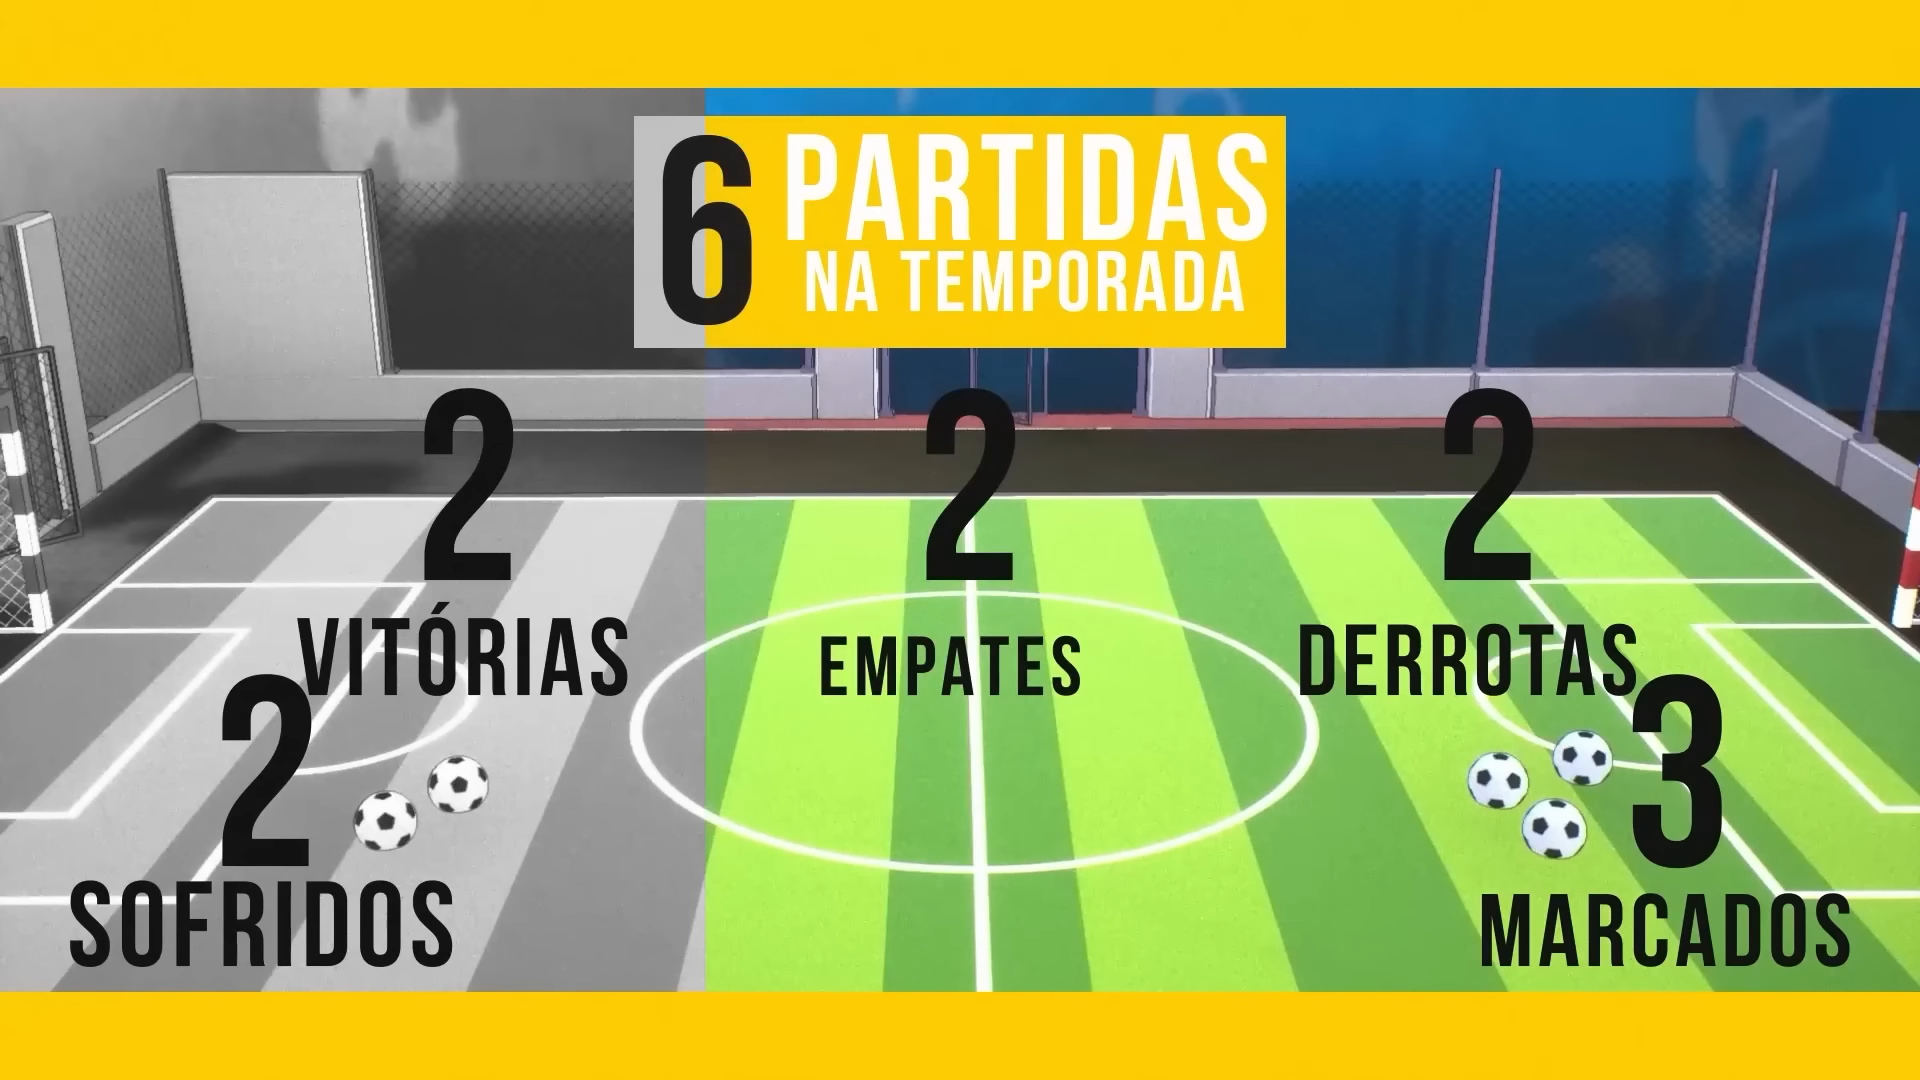 6 PARTIDAS
NA TEMPORADA
2 2 2
VITÓRIAS EMPATES DERROTAS
2 3
SOFRIDOS MARCADOS